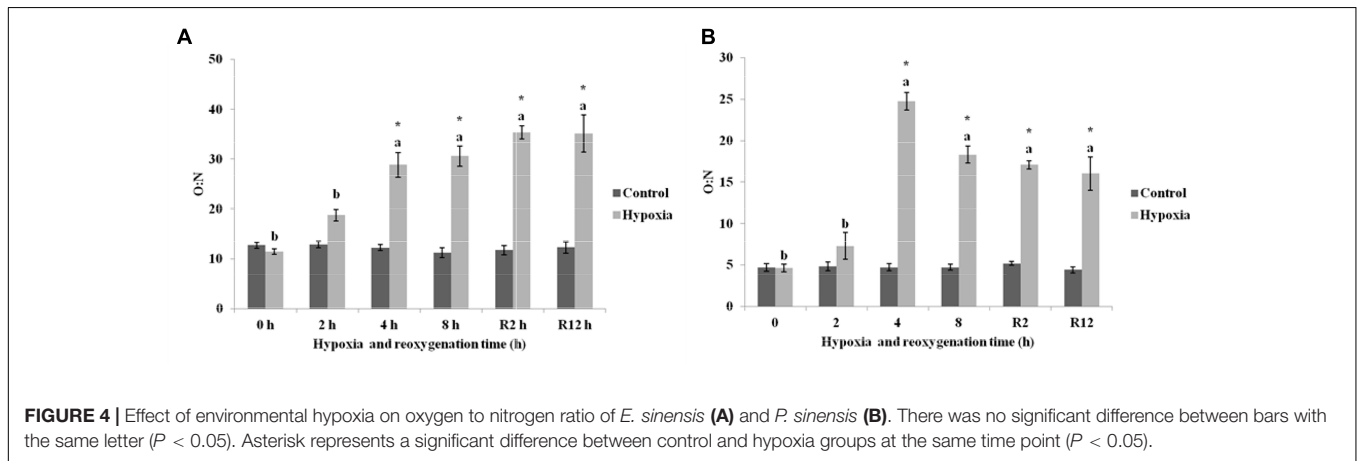 A
50
40
30
20
10
0
O:N
b
b
*
a
*
a
*
a
*
a
Control
Hypoxia
0 h 2 h 4 h 8 h R2 h R12 h
Hypoxia and reoxygenation time (h)
B
30
25
20
15
10
5
0
O:N
b
b
*
a
*
a
*
a
*
a
Control
Hypoxia
0 2 4 8 R2 R12
Hypoxia and reoxygenation time (h)
FIGURE 4 | Effect of environmental hypoxia on oxygen to nitrogen ratio of E. sinensis (A) and P. sinensis (B). There was no significant difference between bars with
the same letter (P < 0.05). Asterisk represents a significant difference between control and hypoxia groups at the same time point (P < 0.05).